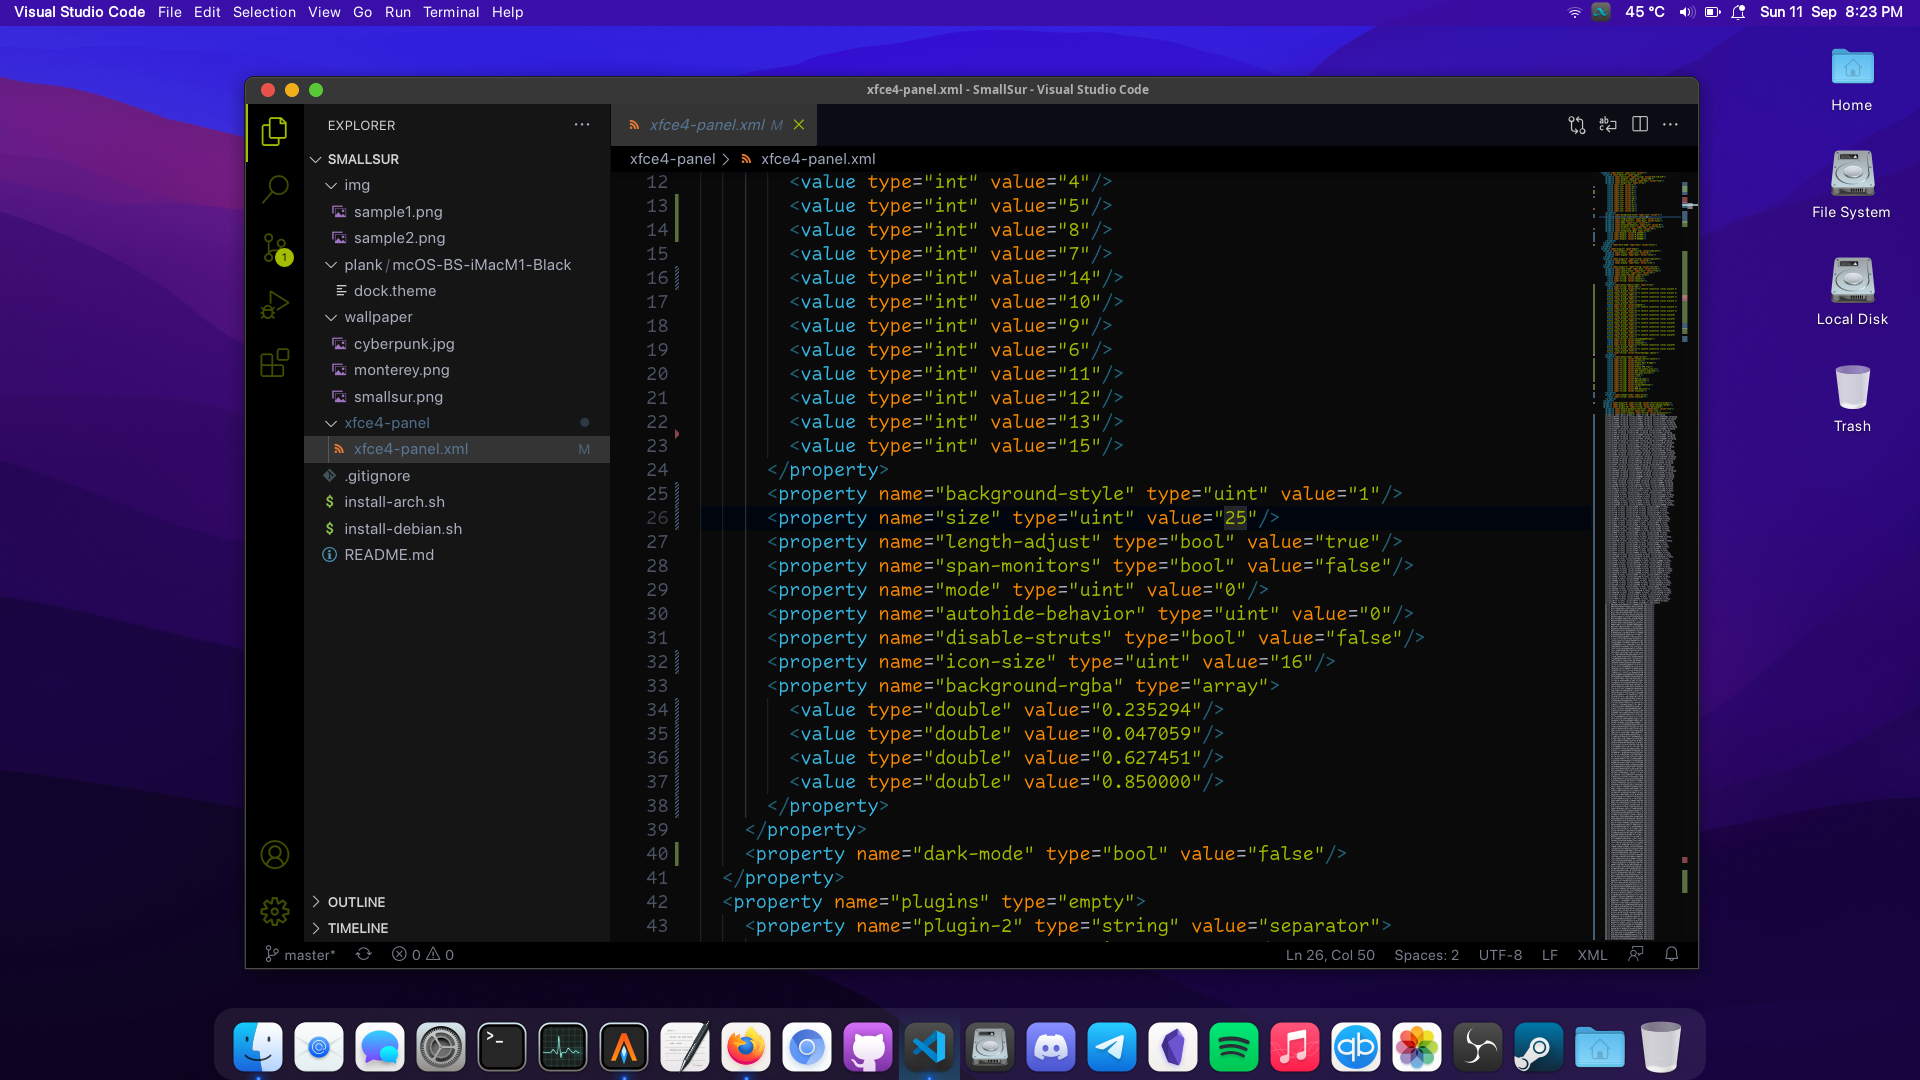 Visual Studio Code File Edit Selection View Go Run Terminal Help
45 °C Sun 11 Sep 8:23 PM
xfce4-panel.xml - SmallSur - Visual Studio Code
EXPLORER
SMALLSUR
img
sample1.png
sample2.png
plank/mcOS-BS-iMacM1-Black
dock.theme
wallpaper
cyberpunk.jpg
monterey.png
smallsur.png
xfce4-panel
xfce4-panel.xml M
.gitignore
$ install-arch.sh
$ install-debian.sh
README.md
OUTLINE
TIMELINE
1
xfce4-panel.xml M
xfce4-panel > xfce4-panel.xml
12 <value type="int" value="4"/>
13 <value type="int" value="5"/>
14 <value type="int" value="8"/>
15 <value type="int" value="7"/>
16 <value type="int" value="14"/>
17 <value type="int" value="10"/>
18 <value type="int" value="9"/>
19 <value type="int" value="6"/>
20 <value type="int" value="11"/>
21 <value type="int" value="12"/>
22 <value type="int" value="13"/>
23 <value type="int" value="15"/>
24 </property>
25 <property name="background-style" type="uint" value="1"/>
26 <property name="size" type="uint" value="25"/>
27 <property name="length-adjust" type="bool" value="true"/>
28 <property name="span-monitors" type="bool" value="false"/>
29 <property name="mode" type="uint" value="0"/>
30 <property name="autohide-behavior" type="uint" value="0"/>
31 <property name="disable-struts" type="bool" value="false"/>
32 <property name="icon-size" type="uint" value="16"/>
33 <property name="background-rgba" type="array">
34 <value type="double" value="0.235294"/>
35 <value type="double" value="0.047059"/>
36 <value type="double" value="0.627451"/>
37 <value type="double" value="0.850000"/>
38 </property>
39 </property>
40 <property name="dark-mode" type="bool" value="false"/>
41 </property>
42 <property name="plugins" type="empty">
43 <property name="plugin-2" type="string" value="separator">
master* 0 0
Ln 26, Col 50 Spaces: 2 UTF-8 LF XML
Home
File System
Local Disk
Trash
>-
qb